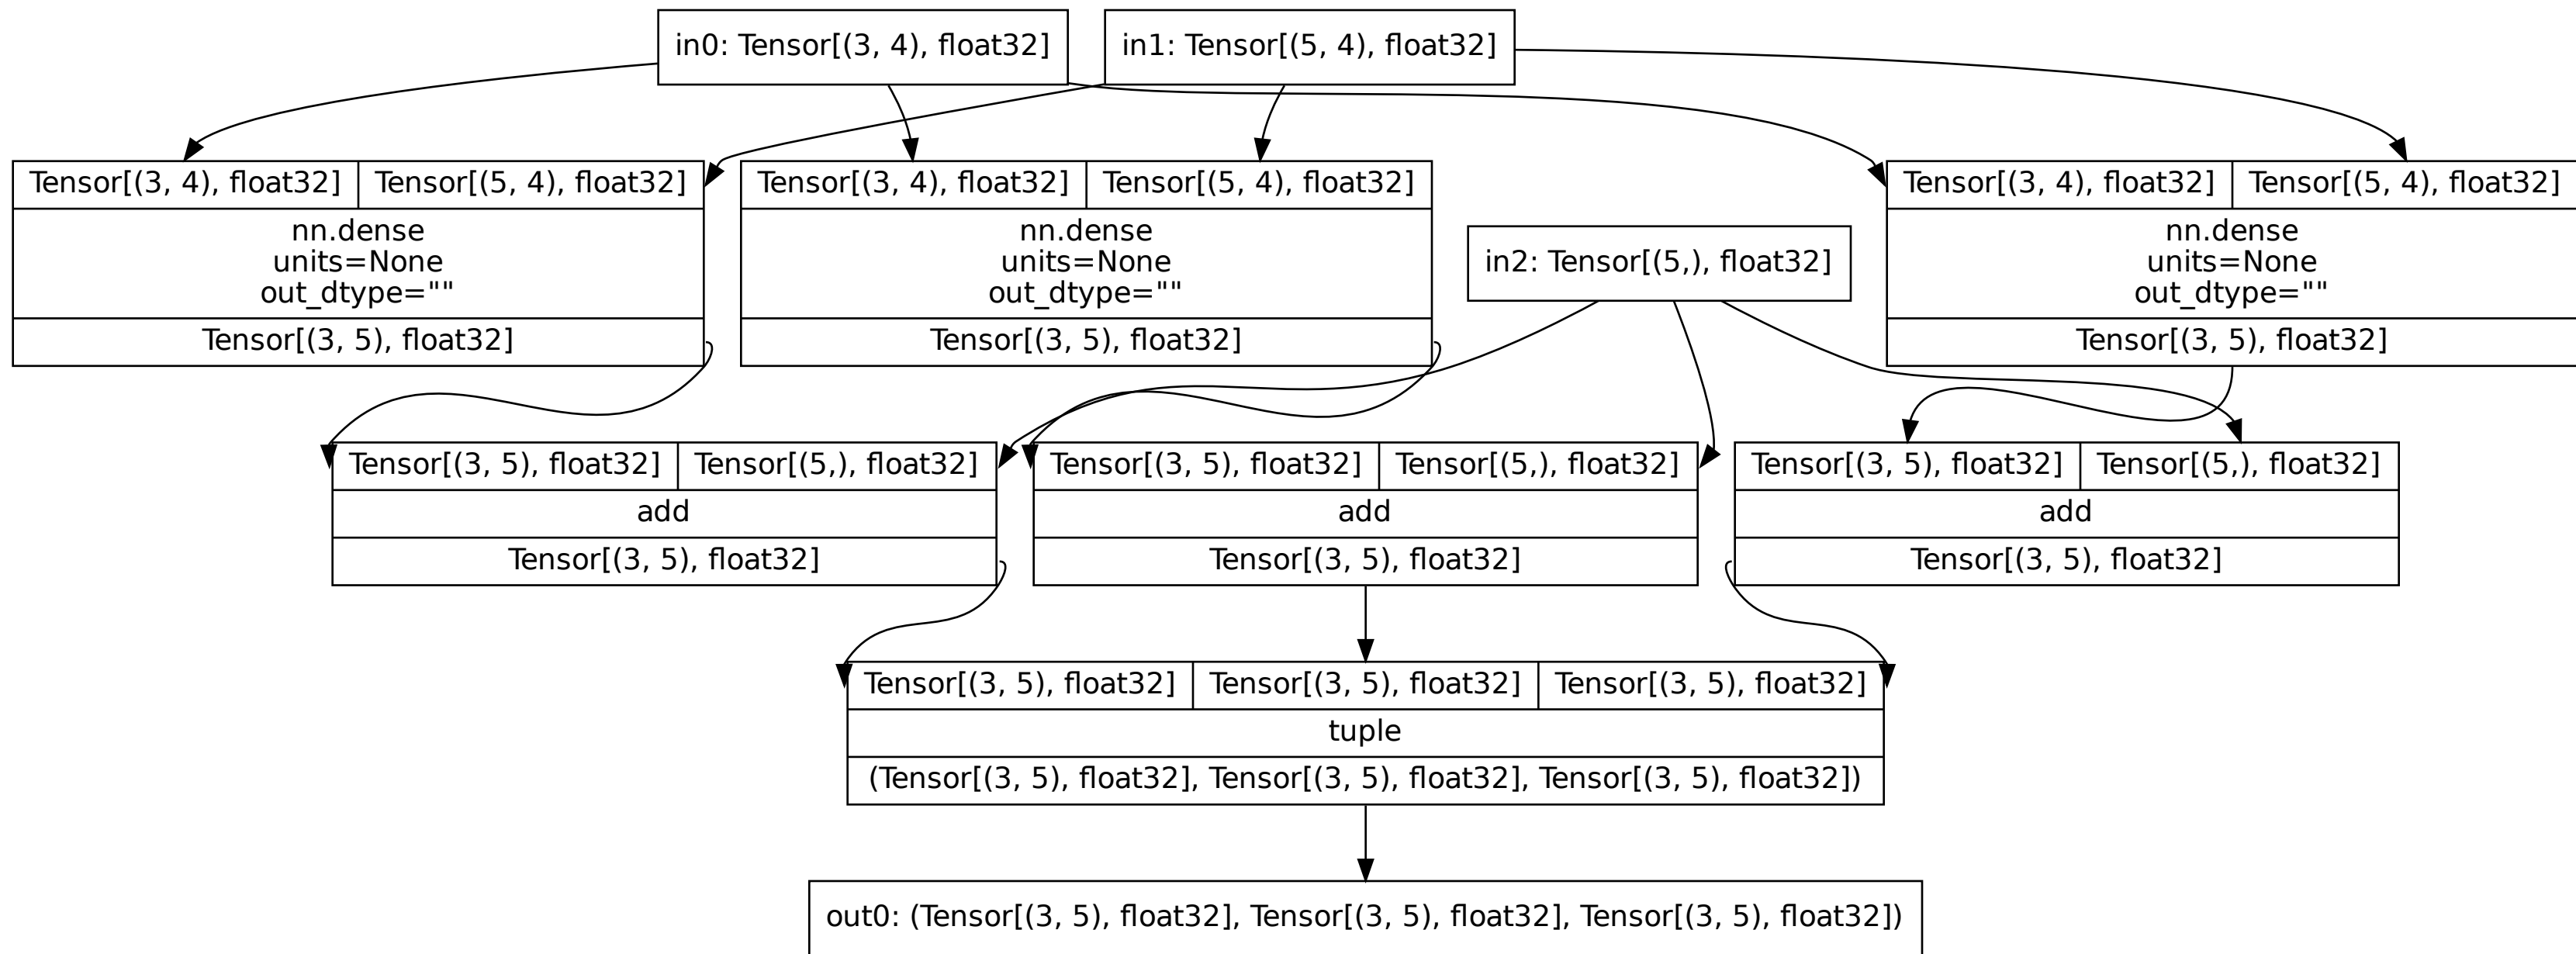 in0: Tensor[(3, 4), float32]
in1: Tensor[(5, 4), float32]
Tensor[(3, 4), float32]
Tensor[(5, 4), float32]
nn.dense
units=None
out_dtype=""
Tensor[(3, 5), float32]
Tensor[(3, 4), float32]
Tensor[(5, 4), float32]
nn.dense
units=None
out_dtype=""
Tensor[(3, 5), float32]
in2: Tensor[(5,), float32]
Tensor[(3, 4), float32]
Tensor[(5, 4), float32]
nn.dense
units=None
out_dtype=""
Tensor[(3, 5), float32]
Tensor[(3, 5), float32]
Tensor[(5,), float32]
add
Tensor[(3, 5), float32]
Tensor[(3, 5), float32]
Tensor[(5,), float32]
add
Tensor[(3, 5), float32]
Tensor[(3, 5), float32]
Tensor[(5,), float32]
add
Tensor[(3, 5), float32]
Tensor[(3, 5), float32]
Tensor[(3, 5), float32]
Tensor[(3, 5), float32]
tuple
(Tensor[(3, 5), float32], Tensor[(3, 5), float32], Tensor[(3, 5), float32])
out0: (Tensor[(3, 5), float32], Tensor[(3, 5), float32], Tensor[(3, 5), float32])